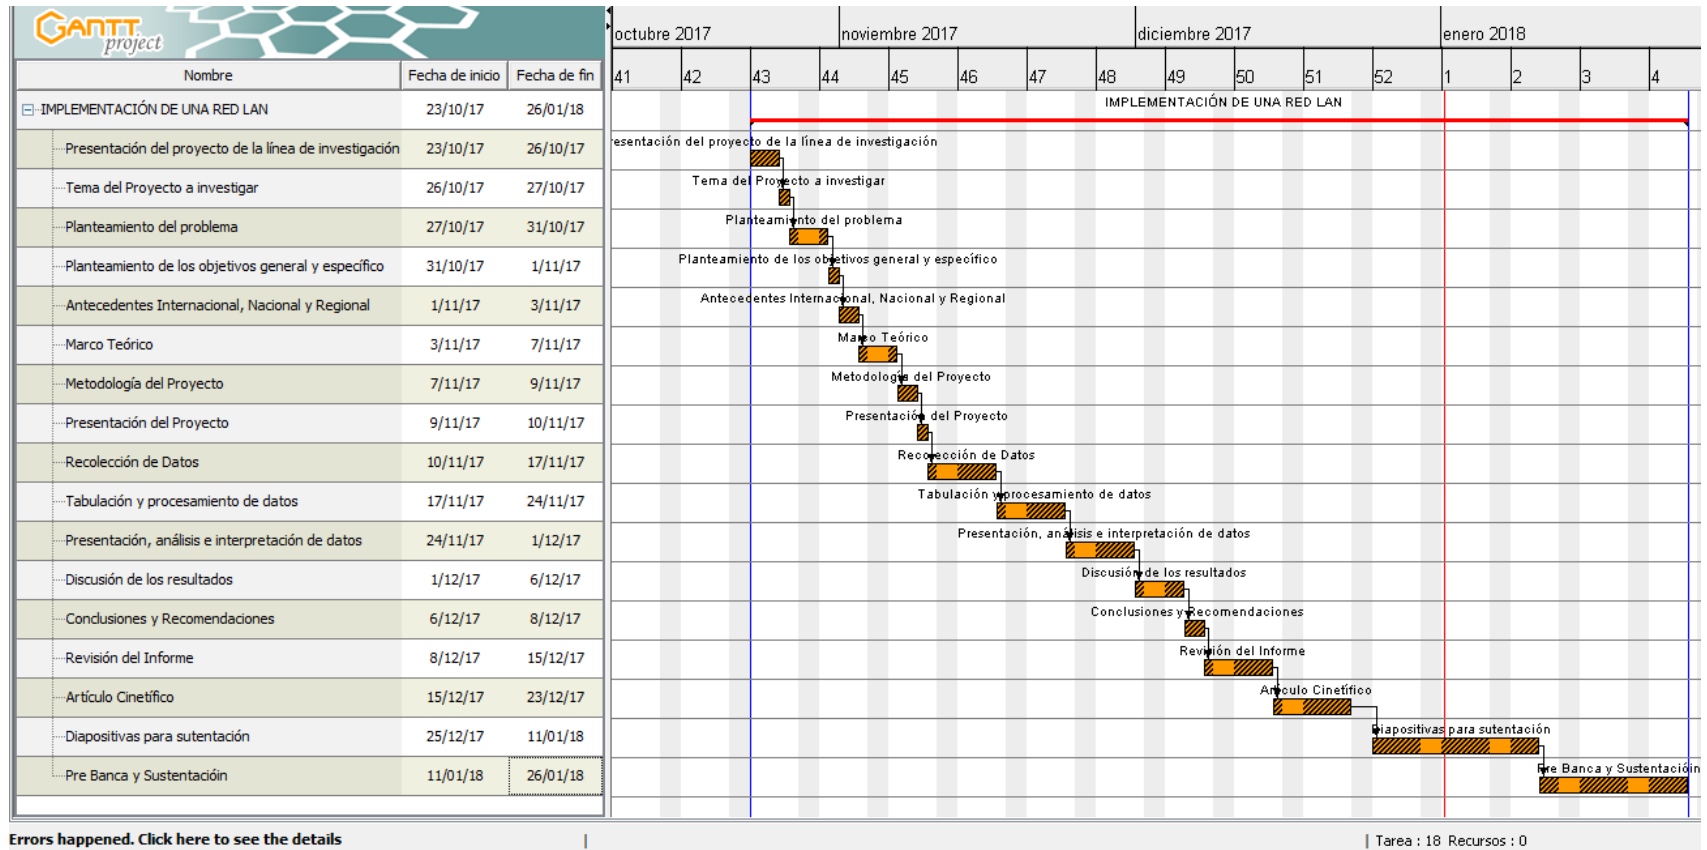 GANTT
project
octubre 2017 noviembre 2017 diciembre 2017 enero 2018
Nombre Fecha de inicio Fecha de fin
41 42 43 44 45 46 47 48 49 50 51 52 1 2 3 4
IMPLEMENTACIÓN DE UNA RED LAN 23/10/17 26/01/18
IMPLEMENTACIÓN DE UNA RED LAN
Presentación del proyecto de la línea de investigación 23/10/17 26/10/17
esentación del proyecto de la línea de investigación
Tema del Proyecto a investigar 26/10/17 27/10/17
Tema del Proyecto a investigar
Planteamiento del problema 27/10/17 31/10/17
Planteamiento del problema
Planteamiento de los objetivos general y específico 31/10/17 1/11/17
Planteamiento de los objetivos general y específico
Antecedentes Internacional, Nacional y Regional 1/11/17 3/11/17
Antecedentes Internacional, Nacional y Regional
Marco Teórico 3/11/17 7/11/17
Marco Teórico
Metodología del Proyecto 7/11/17 9/11/17
Metodología del Proyecto
Presentación del Proyecto 9/11/17 10/11/17
Presentación del Proyecto
Recolección de Datos 10/11/17 17/11/17
Recolección de Datos
Tabulación y procesamiento de datos 17/11/17 24/11/17
Tabulación y procesamiento de datos
Presentación, análisis e interpretación de datos 24/11/17 1/12/17
Presentación, análisis e interpretación de datos
Discusión de los resultados 1/12/17 6/12/17
Discusión de los resultados
Conclusiones y Recomendaciones 6/12/17 8/12/17
Conclusiones y Recomendaciones
Revisión del Informe 8/12/17 15/12/17
Revisión del Informe
Artículo Cinetífico 15/12/17 23/12/17
Artículo Cinetífico
Diapositivas para sutentación 25/12/17 11/01/18
Diapositivas para sutentación
Pre Banca y Sustentacióin 11/01/18 26/01/18
Pre Banca y Sustentacióin
Errors happened. Click here to see the details
Tarea : 18 Recursos : 0